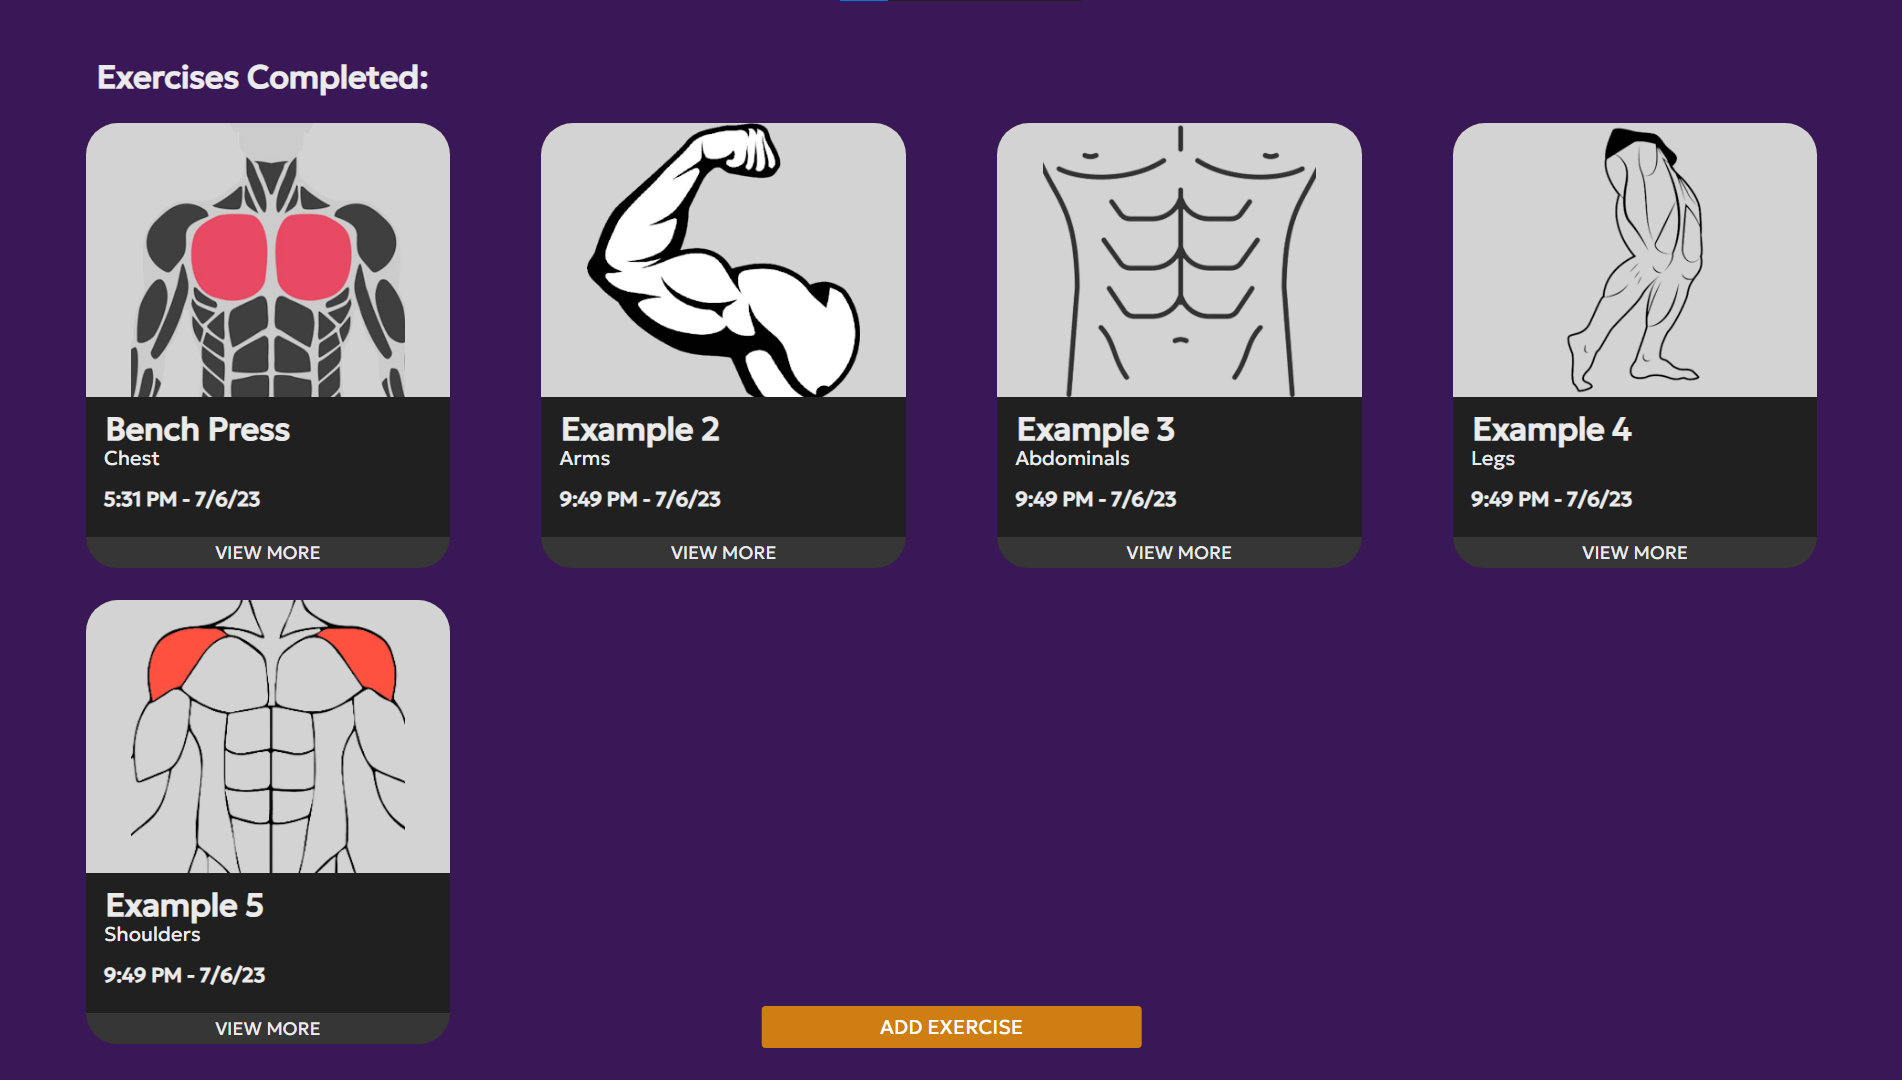 Exercises Completed:
Bench Press
Chest
5:31 PM - 7/6/23
VIEW MORE
Example 2
Arms
9:49 PM - 7/6/23
VIEW MORE
Example 3
Abdominals
9:49 PM - 7/6/23
VIEW MORE
Example 4
Legs
9:49 PM - 7/6/23
VIEW MORE
Example 5
Shoulders
9:49 PM - 7/6/23
VIEW MORE
ADD EXERCISE